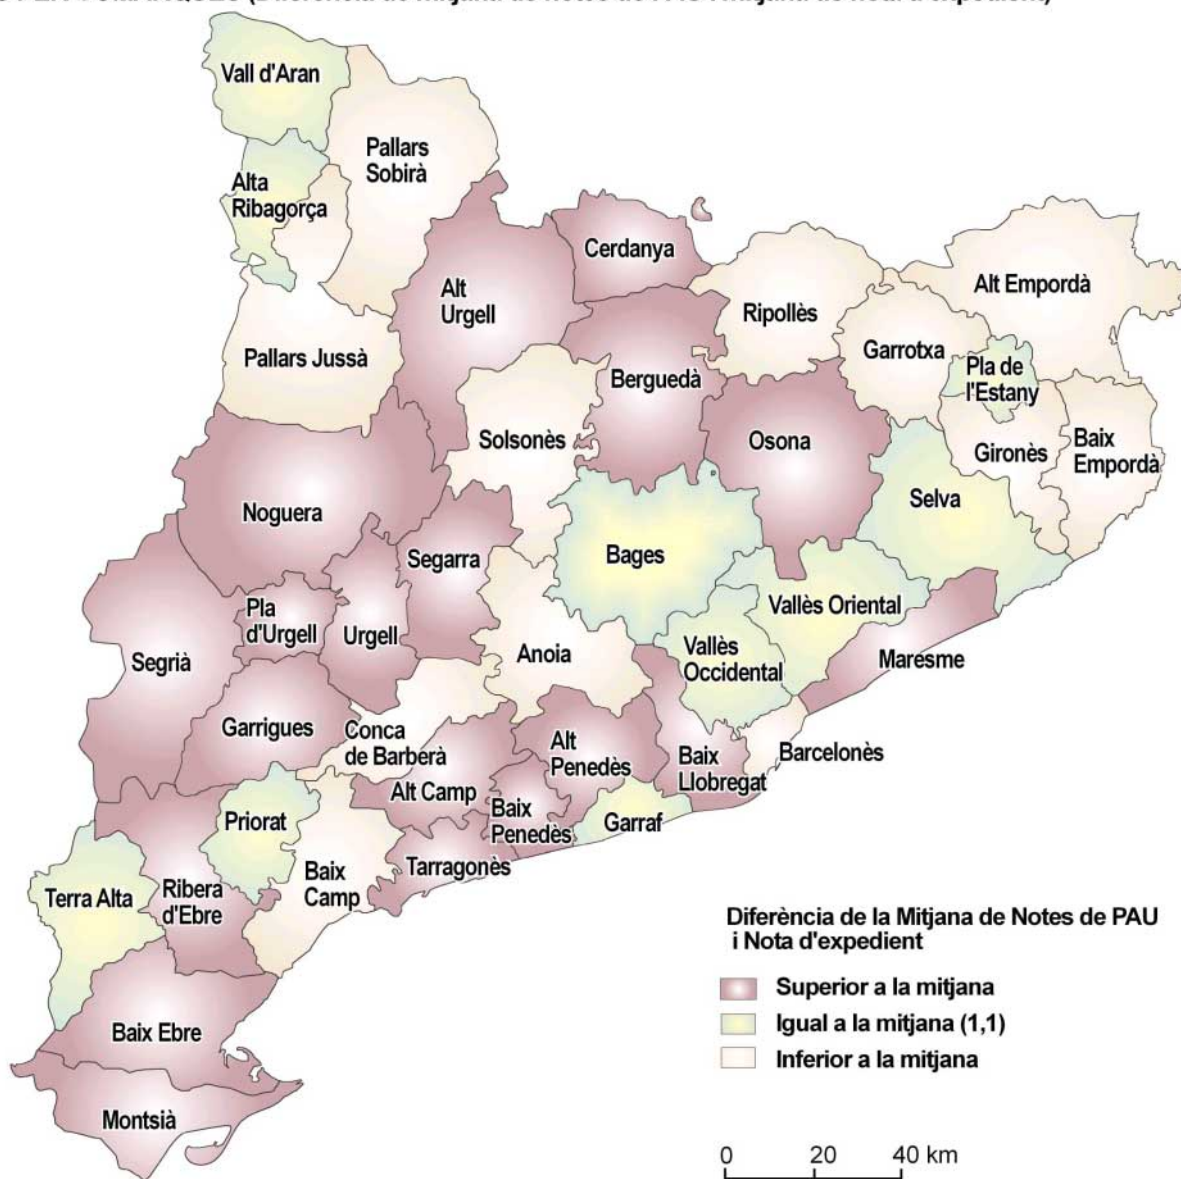 Vall d'Aran
Pallars
Sobirà
Alta
Ribagorça
Cerdanya
Alt
Urgell
Ripollès
Alt Empordà
Garrotxa
Pallars Jussà
Pla de
l'Estany
Berguedà
Solsonès
Osona
Gironès
Baix
Empordà
Noguera
Selva
Segarra
Bages
Pla
d'Urgell
Urgell
Vallès Oriental
Segrià
Anoia
Vallès
Occidental
Maresme
Garrigues
Conca
de Barberà
Alt
Penedès
Baix
Llobregat
Barcelonès
Alt Camp
Baix
Penedès
Garraf
Priorat
Tarragonès
Baix
Camp
Terra Alta
Ribera
d'Ebre
Baix Ebre
Montsià
Diferència de la Mitjana de Notes de PAU
i Nota d'expedient
Superior a la mitjana
Igual a la mitjana (1,1)
Inferior a la mitjana
0 20 40 km